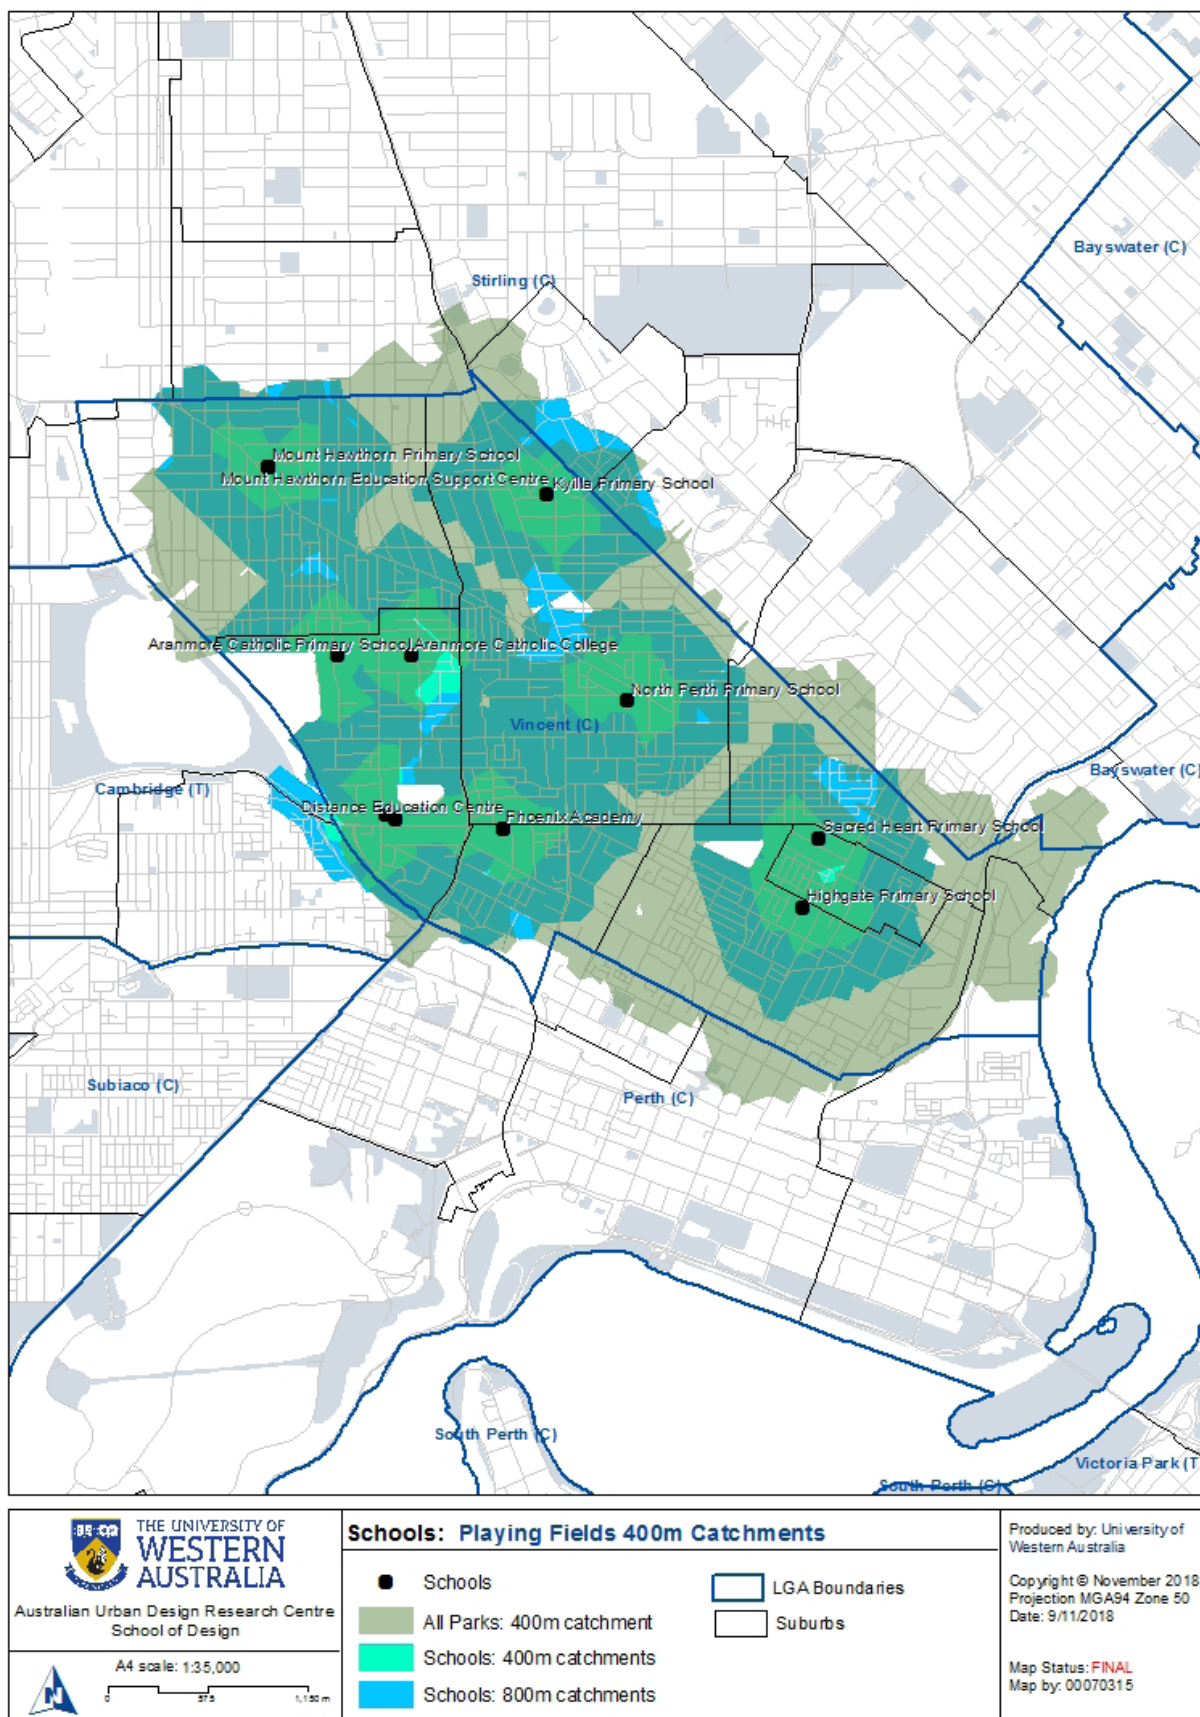 Bayswater (C)
Stirling (C)
Mount Hawthorn Primary School
Mount Hawthorn Education Support Centre
Kyilla Primary School
Aranmore Catholic Primary School
Aranmore Catholic College
North Perth Primary School
Vincent (C)
Bayswater (C)
Cambridge (T)
Distance Education Centre
Phoenix Academy
Sacred Heart Primary School
Highgate Primary School
Subiaco (C)
Perth (C)
South Perth (C)
Victoria Park (T
South Perth (C)
THE UNIVERSITY OF
WESTERN
AUSTRALIA
Australian Urban Design Research Centre
School of Design
A4 scale: 1:35,000
0 575 1,150 m
N
Schools: Playing Fields 400m Catchments
Schools
All Parks: 400m catchment
Schools: 400m catchments
Schools: 800m catchments
LGA Boundaries
Suburbs
Produced by: University of
Western Australia
Copyright © November 2018
Projection MGA94 Zone 50
Date: 9/11/2018
Map Status: FINAL
Map by: 00070315